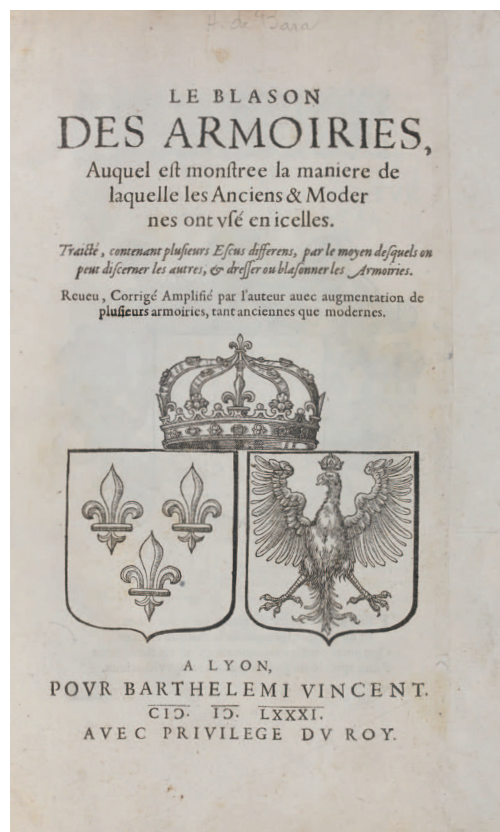 LE BLASON
DES ARMOIRIES,
Auquel eſt monſtree la maniere de
laquelle les Anciens & Moder
nes ont vſé en icelles.
Traicté, contenant pluſieurs Eſcus differens, par le moyen deſquels on
peut diſcerner les autres, & dreſſer ou blaſonner les Armoiries.
Reueu, Corrigé Amplifié par l'auteur auec augmentation de
pluſieurs armoiries, tant anciennes que modernes.
A LYON,
POVR BARTHELEMI VINCENT.
CIↃ. IↃ. LXXXI.
AVEC PRIVILEGE DV ROY.